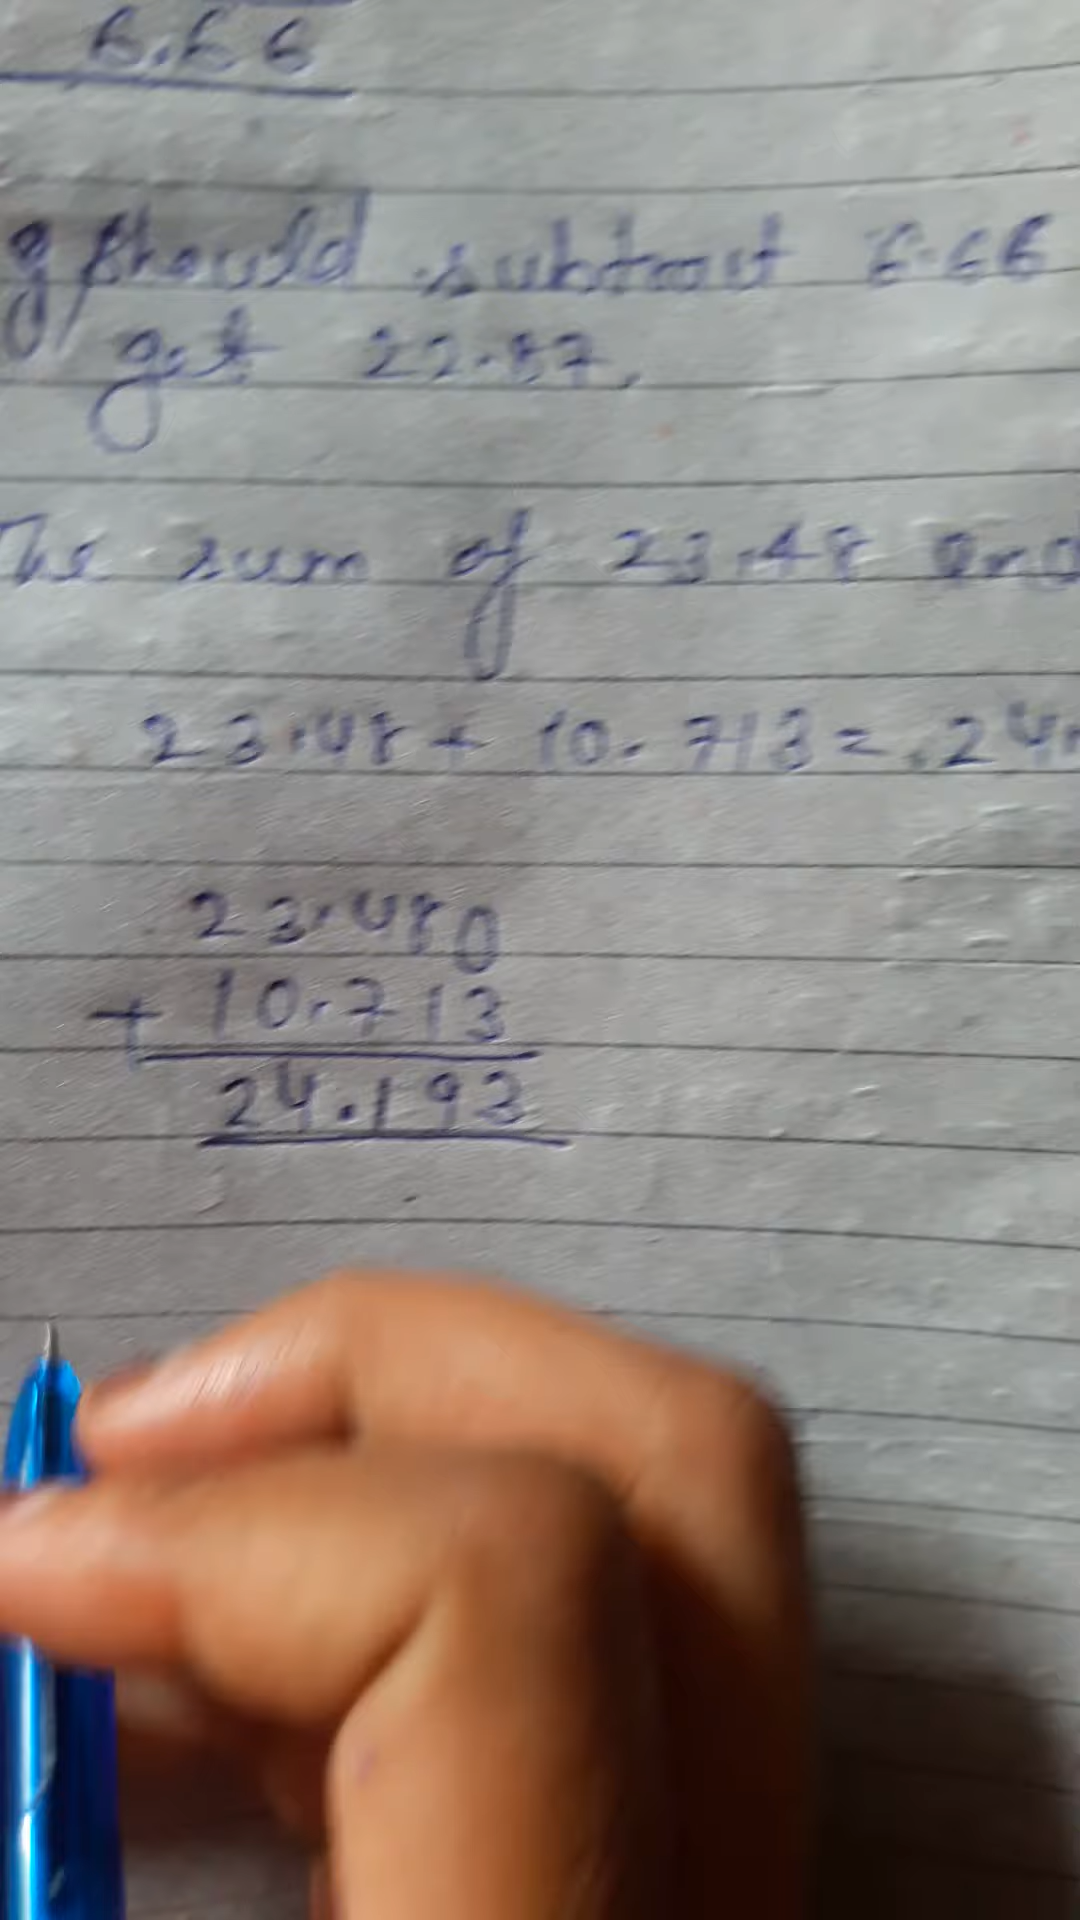 6.66
I should subtract 6.66
get 22.87.
The sum of 23.48 and
23.48 + 10.713 = 24.
23.480
+ 10.713
24.193